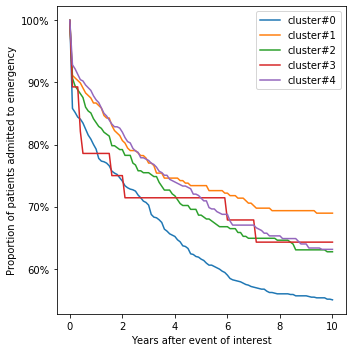 100%
90%
80%
70%
60%
Proportion of patients admitted to emergency
cluster#0
cluster#1
cluster#2
cluster#3
cluster#4
0 2 4 6 8 10
Years after event of interest